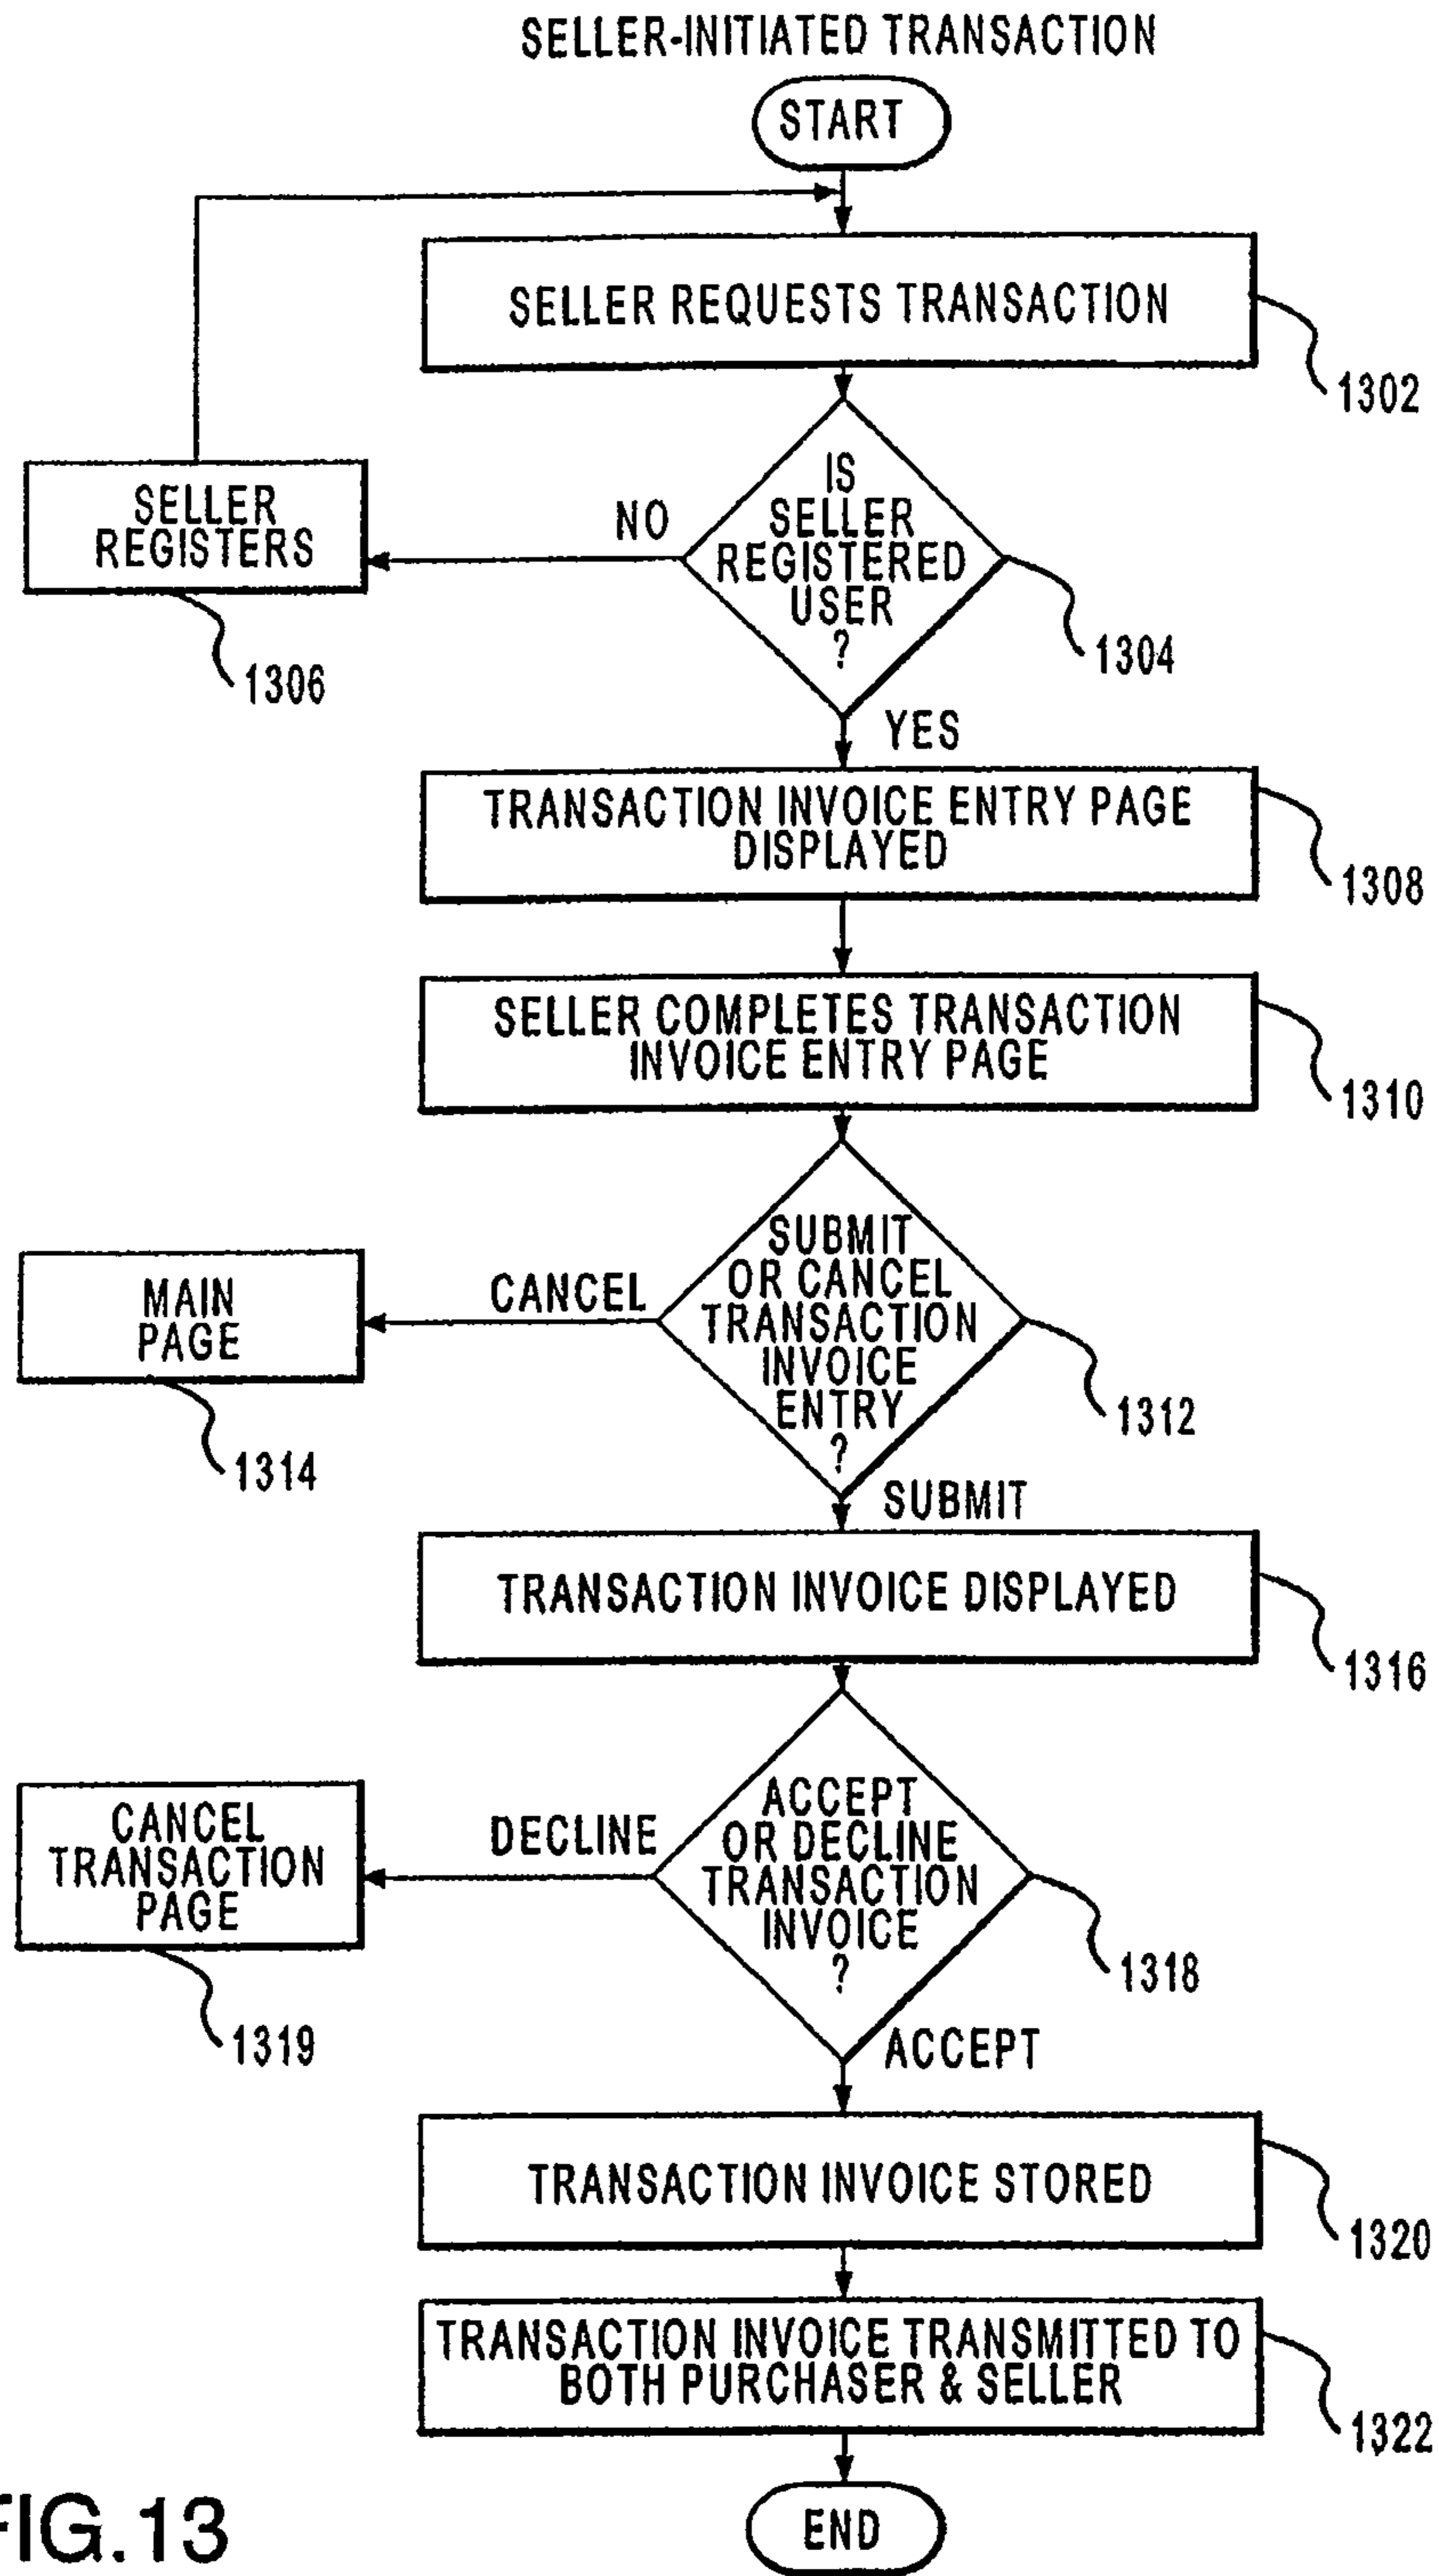 SELLER-INITIATED TRANSACTION
START
SELLER REQUESTS TRANSACTION
1302
IS
SELLER
REGISTERED
USER
?
NO
SELLER
REGISTERS
1304
1306
YES
TRANSACTION INVOICE ENTRY PAGE
DISPLAYED
1308
SELLER COMPLETES TRANSACTION
INVOICE ENTRY PAGE
1310
SUBMIT
OR CANCEL
TRANSACTION
INVOICE
ENTRY
?
CANCEL
MAIN
PAGE
1312
1314
SUBMIT
TRANSACTION INVOICE DISPLAYED
1316
ACCEPT
OR DECLINE
TRANSACTION
INVOICE
?
DECLINE
CANCEL
TRANSACTION
PAGE
1318
1319
ACCEPT
TRANSACTION INVOICE STORED
1320
TRANSACTION INVOICE TRANSMITTED TO
BOTH PURCHASER & SELLER
1322
END
FIG.13